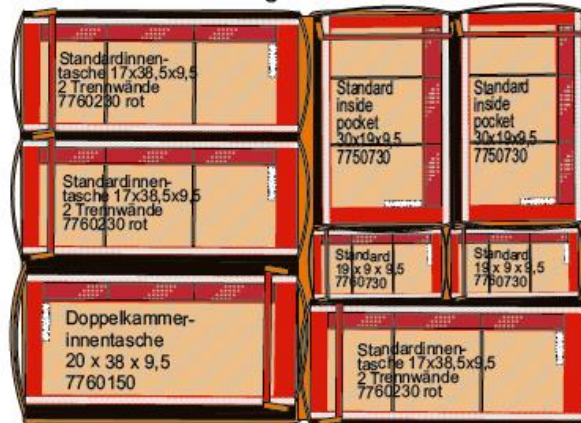 Standardinnen-
tasche 17x38,5x9,5
2 Trennwände
7760230 rot
Standardinnen-
tasche 17x38,5x9,5
2 Trennwände
7760230 rot
Doppelkammer-
innentasche
20 x 38 x 9,5
7760150
Standard
inside
pocket
30x19x9,5
7750730
Standard
inside
pocket
30x19x9,5
7750730
Standard
19 x 9 x 9,5
7760730
Standard
19 x 9 x 9,5
7760730
Standardinnen-
tasche 17x38,5x9,5
2 Trennwände
7760230 rot